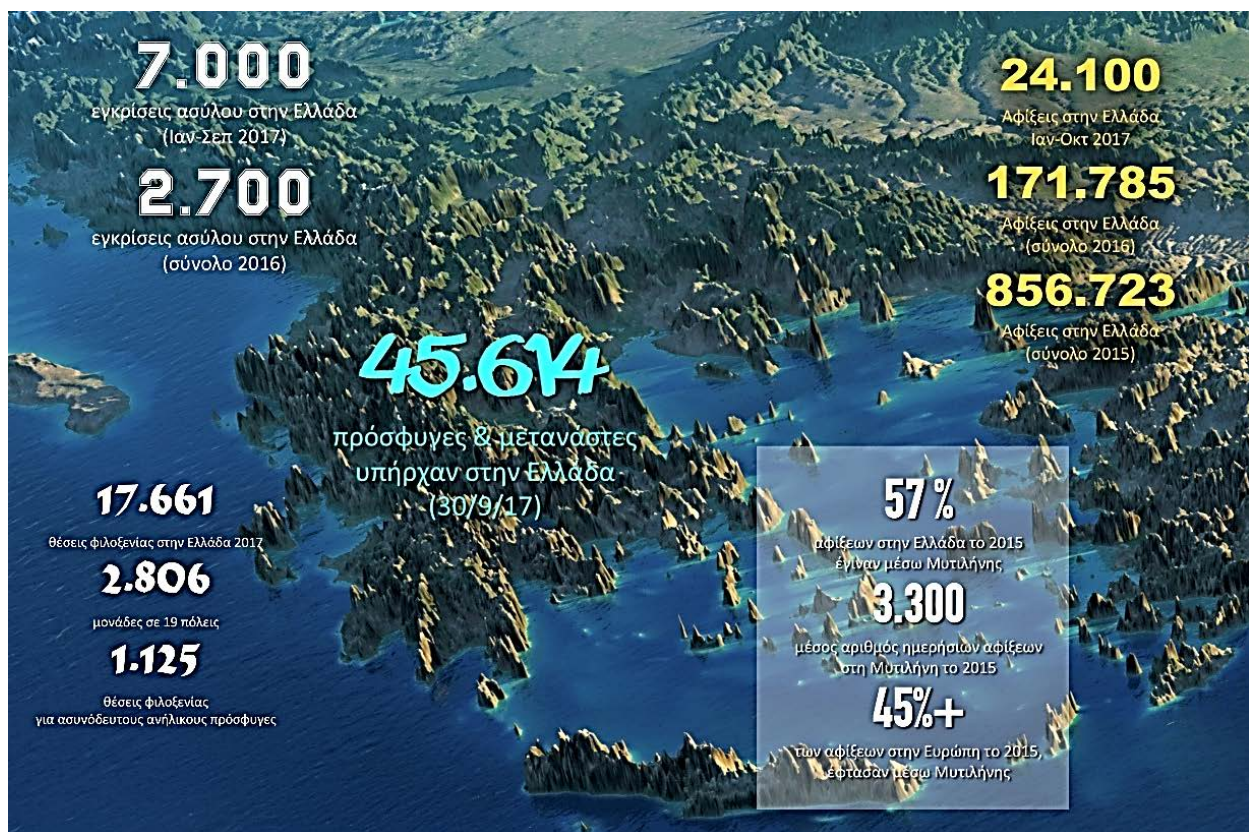 7.000
εγκρίσεις ασύλου στην Ελλάδα
(Ιαν-Σεπ 2017)
2.700
εγκρίσεις ασύλου στην Ελλάδα
(σύνολο 2016)
24.100
Αφίξεις στην Ελλάδα
Ιαν-Οκτ 2017
171.785
Αφίξεις στην Ελλάδα
(σύνολο 2016)
856.723
Αφίξεις στην Ελλάδα
(σύνολο 2015)
45.614
πρόσφυγες & μετανάστες
υπήρχαν στην Ελλάδα
(30/9/17)
17.661
θέσεις φιλοξενίας στην Ελλάδα 2017
2.806
μονάδες σε 19 πόλεις
1.125
θέσεις φιλοξενίας
για ασυνόδευτους ανήλικους πρόσφυγες
57 %
αφίξεων στην Ελλάδα το 2015
έγιναν μέσω Μυτιλήνης
3.300
μέσος αριθμός ημερήσιων αφίξεων
στη Μυτιλήνη το 2015
45%+
των αφίξεων στην Ευρώπη το 2015,
έφτασαν μέσω Μυτιλήνης